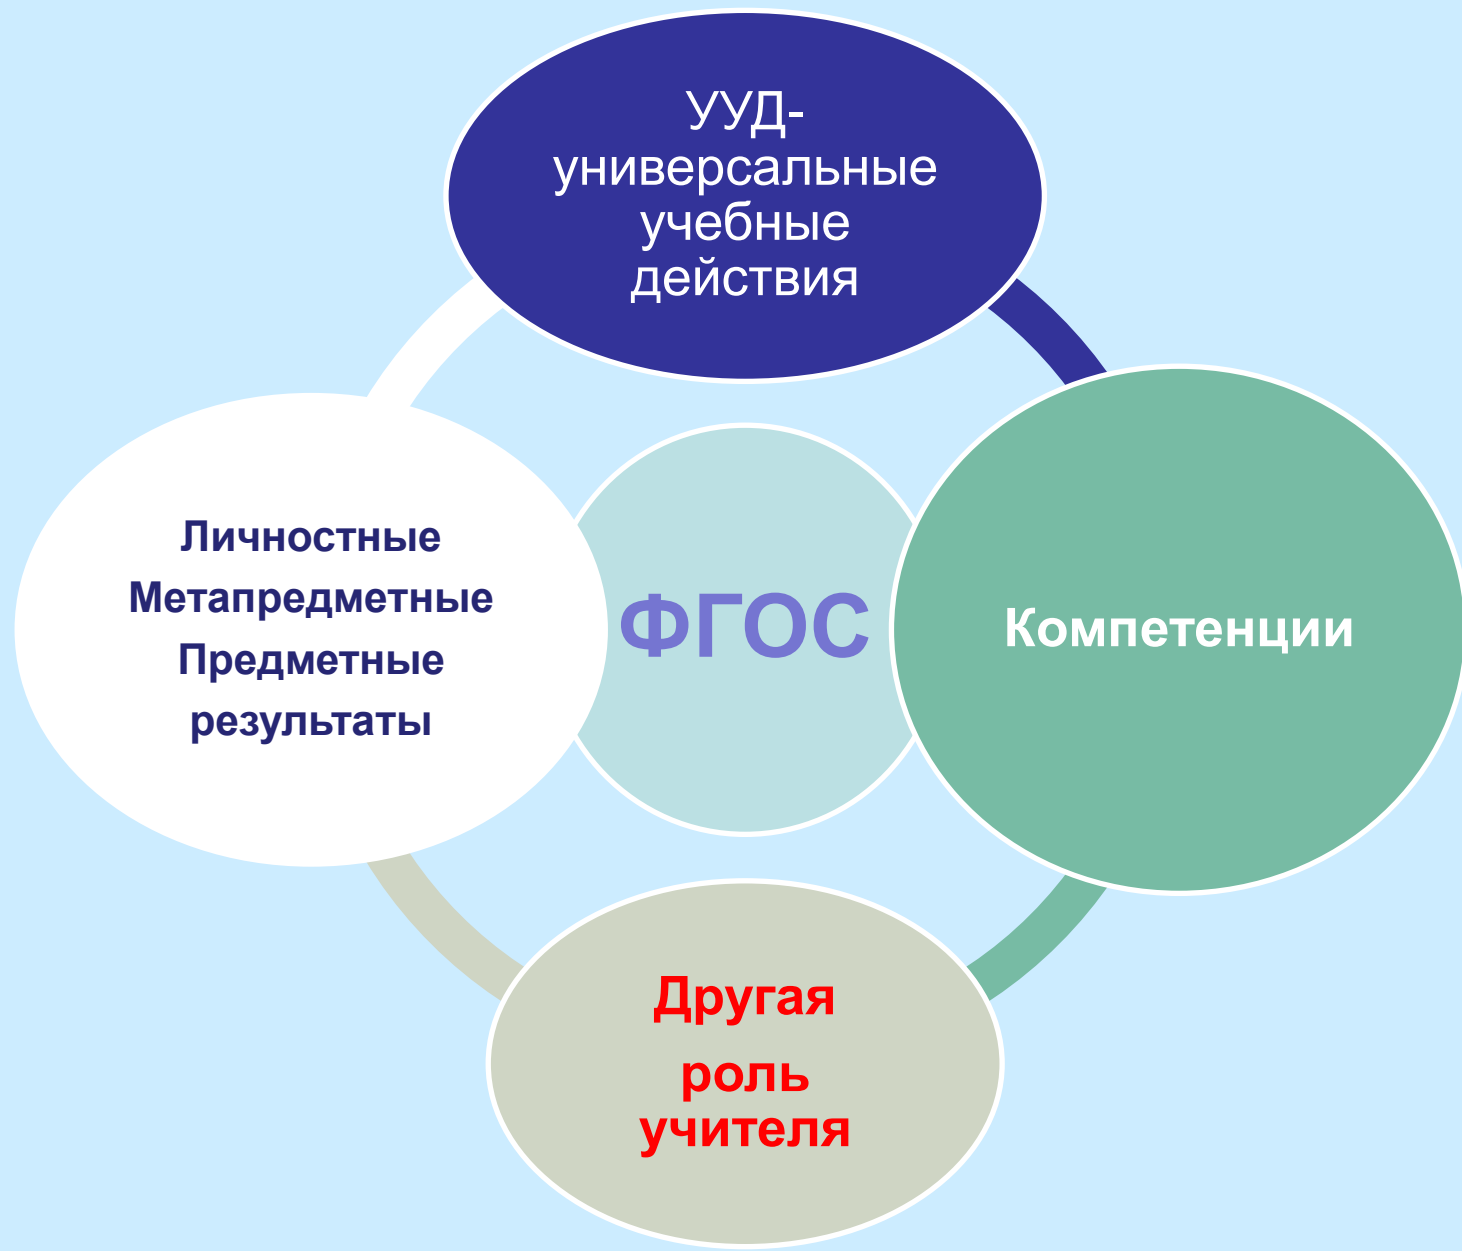 УУД-
универсальные
учебные
действия
Личностные
Метапредметные
Предметные
результаты
ФГОС
Компетенции
Другая
роль
учителя